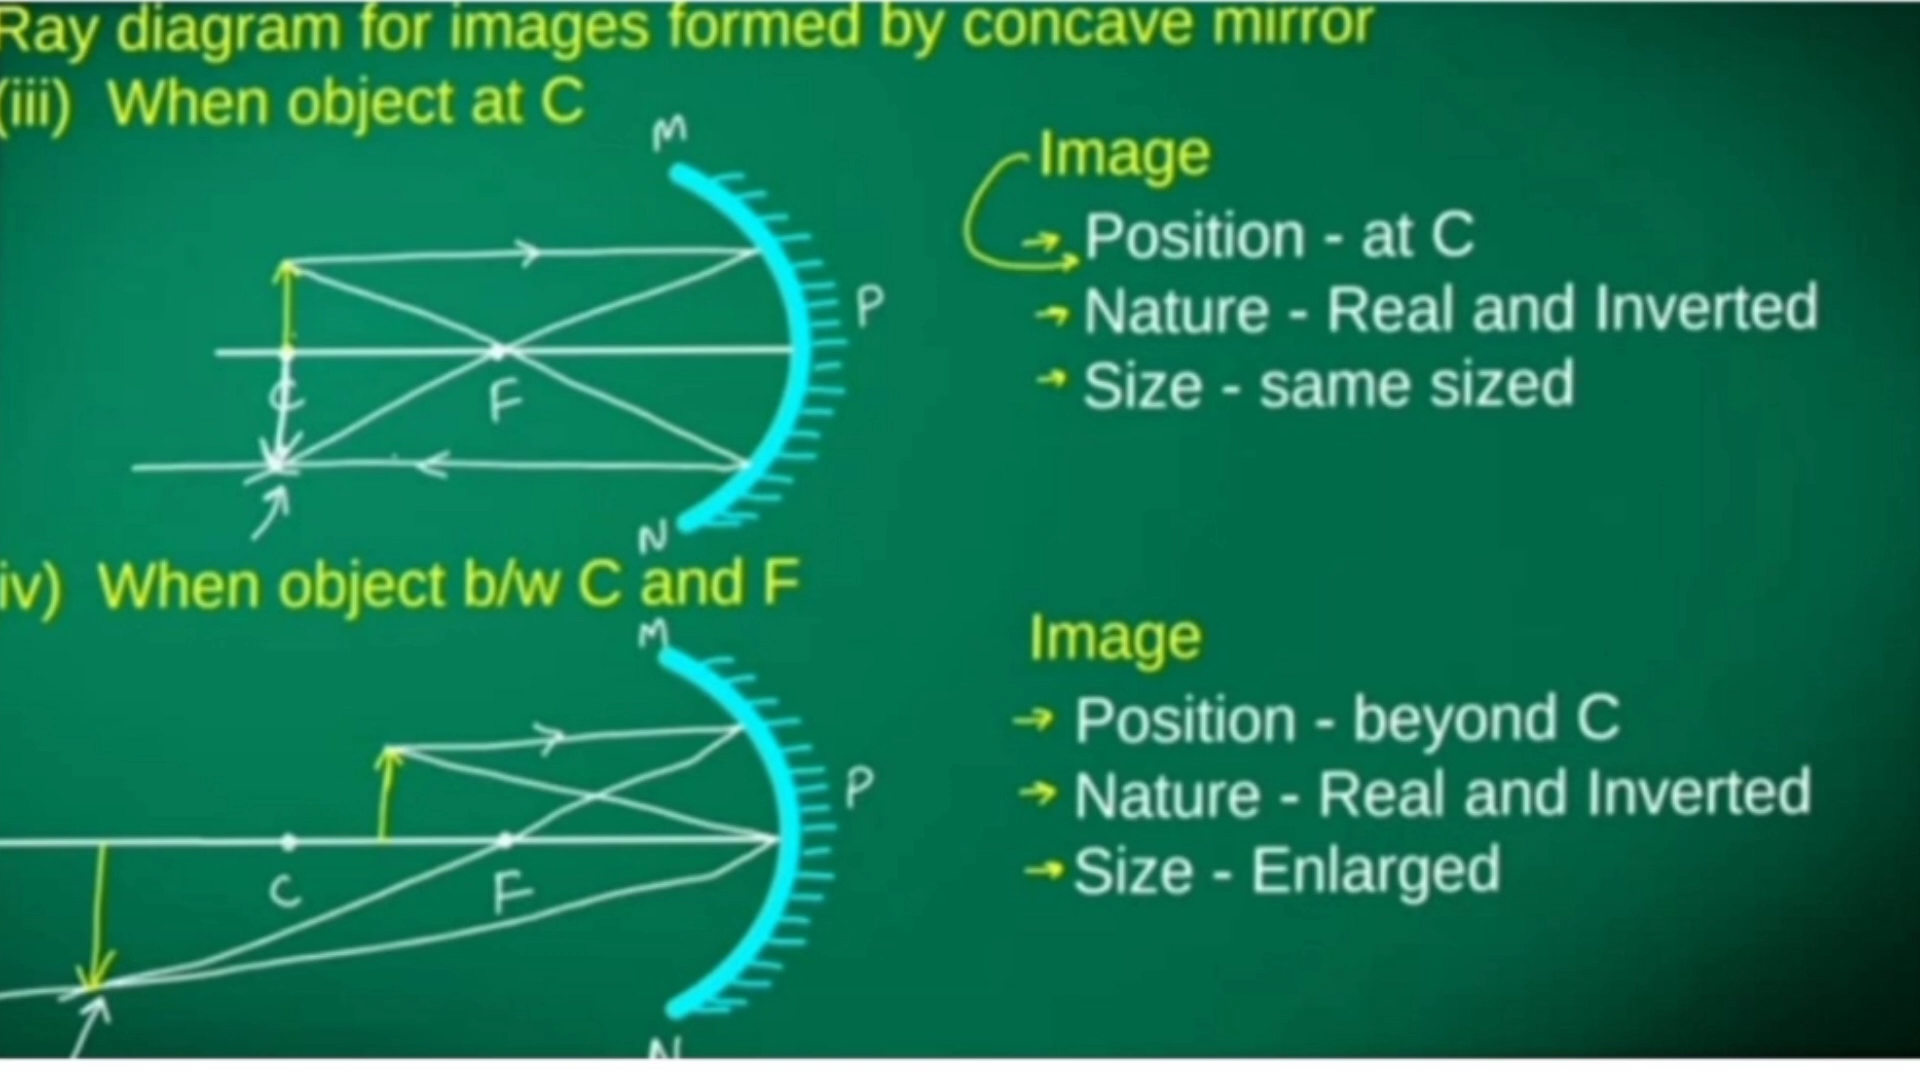 Ray diagram for images formed by concave mirror
(iii) When object at C
M
P
C
F
N
Image
→ Position - at C
→ Nature - Real and Inverted
→ Size - same sized
iv) When object b/w C and F
M
P
C
F
N
Image
→ Position - beyond C
→ Nature - Real and Inverted
→ Size - Enlarged